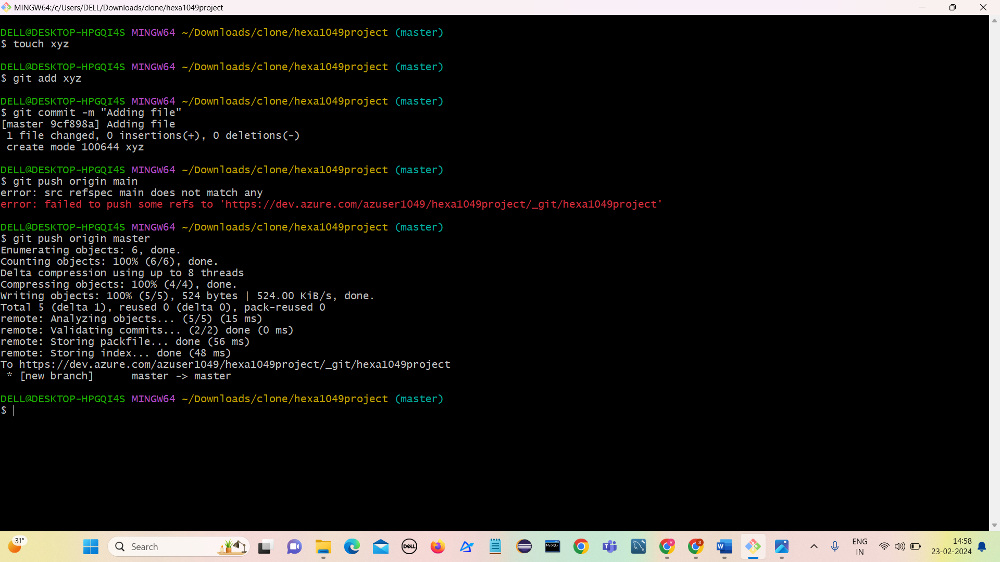 MINGW64:/c/Users/DELL/Downloads/clone/hexa1049project
DELL@DESKTOP-HPGQI4S MINGW64 ~/Downloads/clone/hexa1049project (master)
$ touch xyz
DELL@DESKTOP-HPGQI4S MINGW64 ~/Downloads/clone/hexa1049project (master)
$ git add xyz
DELL@DESKTOP-HPGQI4S MINGW64 ~/Downloads/clone/hexa1049project (master)
$ git commit -m "Adding file"
[master 9cf898a] Adding file
 1 file changed, 0 insertions(+), 0 deletions(-)
 create mode 100644 xyz
DELL@DESKTOP-HPGQI4S MINGW64 ~/Downloads/clone/hexa1049project (master)
$ git push origin main
error: src refspec main does not match any
error: failed to push some refs to 'https://dev.azure.com/azuser1049/hexa1049project/_git/hexa1049project'
DELL@DESKTOP-HPGQI4S MINGW64 ~/Downloads/clone/hexa1049project (master)
$ git push origin master
Enumerating objects: 6, done.
Counting objects: 100% (6/6), done.
Delta compression using up to 8 threads
Compressing objects: 100% (4/4), done.
Writing objects: 100% (5/5), 524 bytes | 524.00 KiB/s, done.
Total 5 (delta 1), reused 0 (delta 0), pack-reused 0
remote: Analyzing objects... (5/5) (15 ms)
remote: Validating commits... (2/2) done (0 ms)
remote: Storing packfile... done (56 ms)
remote: Storing index... done (48 ms)
To https://dev.azure.com/azuser1049/hexa1049project/_git/hexa1049project
 * [new branch]      master -> master
DELL@DESKTOP-HPGQI4S MINGW64 ~/Downloads/clone/hexa1049project (master)
$
31°
Search
DELL
MySQL
V
S
W
ENG
IN
14:58
23-02-2024